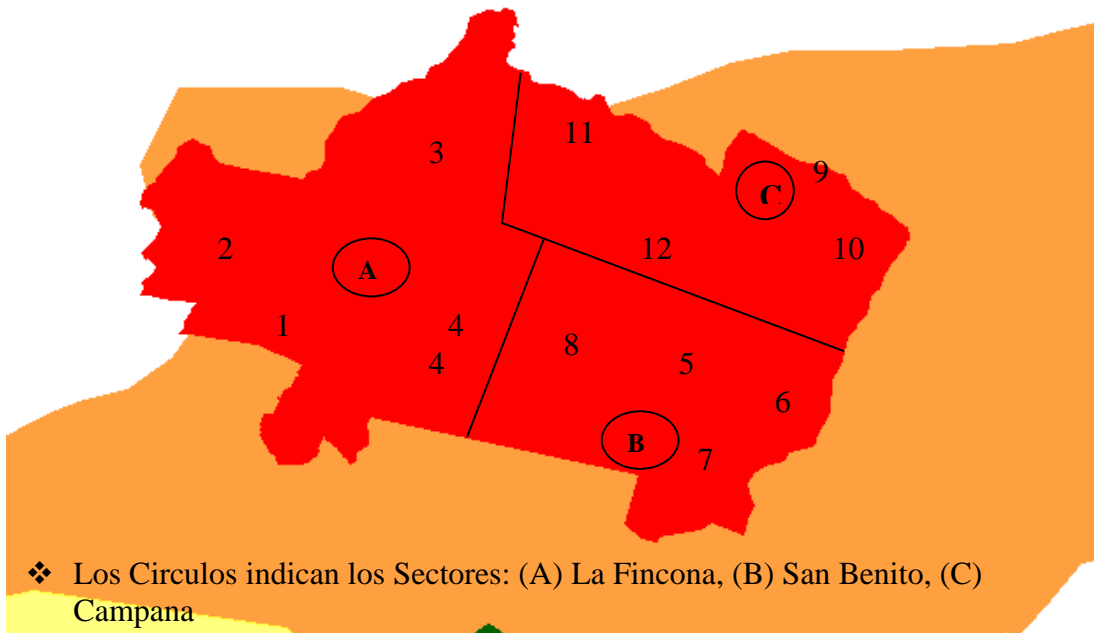 11
3
9
C
2
12
10
A
1
4
8
4
5
6
B
7
❖ Los Circulos indican los Sectores: (A) La Fincona, (B) San Benito, (C)
Campana